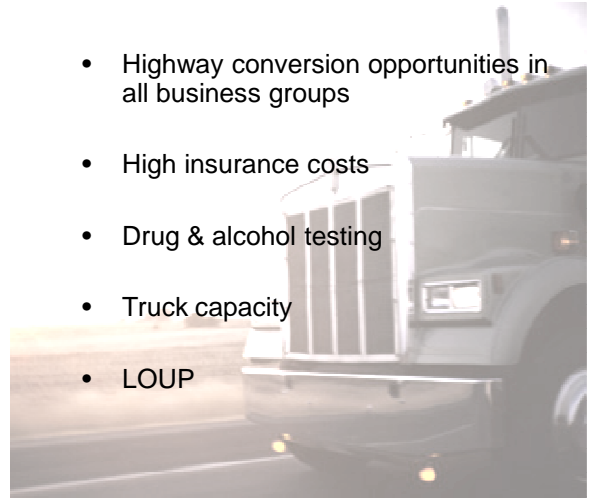 • Highway conversion opportunities in
all business groups
• High insurance costs
• Drug & alcohol testing
• Truck capacity
• LOUP